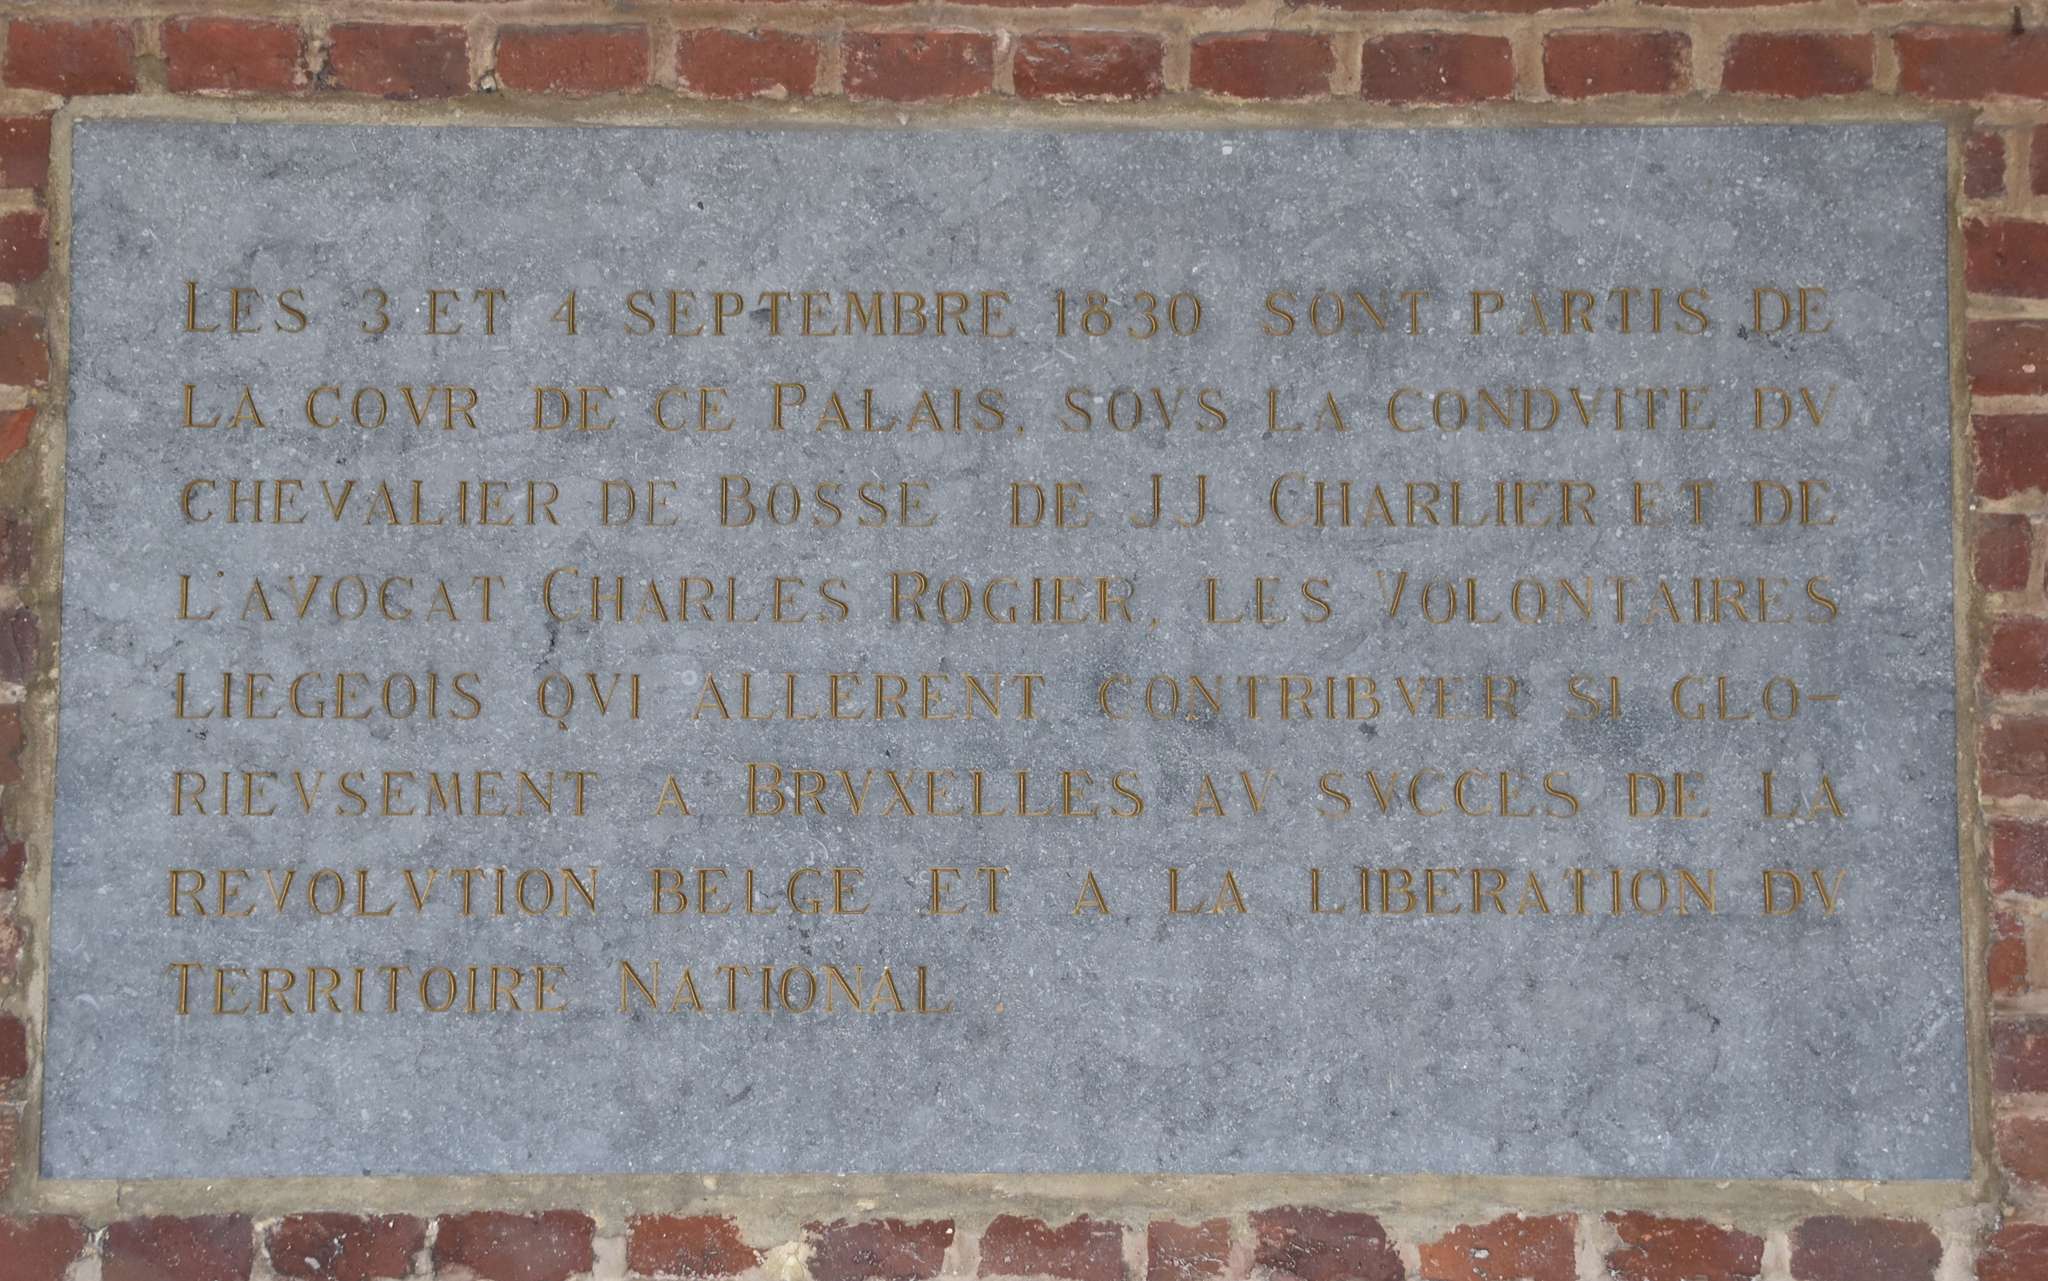 LES 3 ET 4 SEPTEMBRE 1830 SONT PARTIS DE
LA COVR DE CE PALAIS, SOVS LA CONDVITE DV
CHEVALIER DE BOSSE DE JJ CHARLIER ET DE
L'AVOCAT CHARLES ROGIER, LES VOLONTAIRES
LIEGEOIS QVI ALLERENT CONTRIBVER SI GLO-
RIEVSEMENT A BRVXELLES AV SVCCES DE LA
REVOLVTION BELGE ET A LA LIBERATION DV
TERRITOIRE NATIONAL.